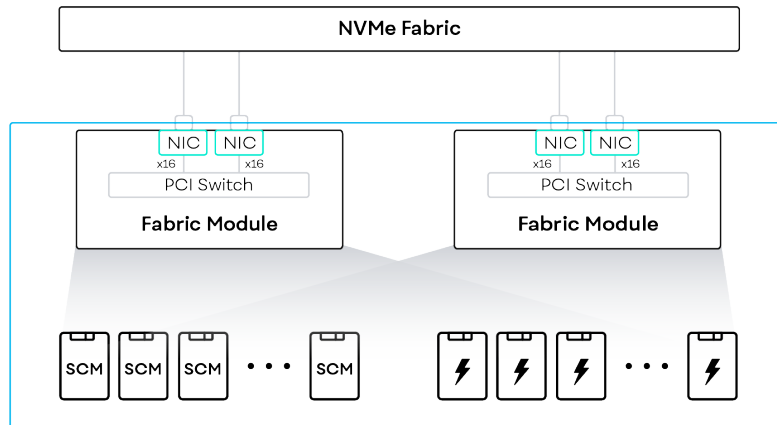 NVMe Fabric
NIC NIC
x16 x16
PCI Switch
Fabric Module
NIC NIC
x16 x16
PCI Switch
Fabric Module
SCM SCM SCM SCM